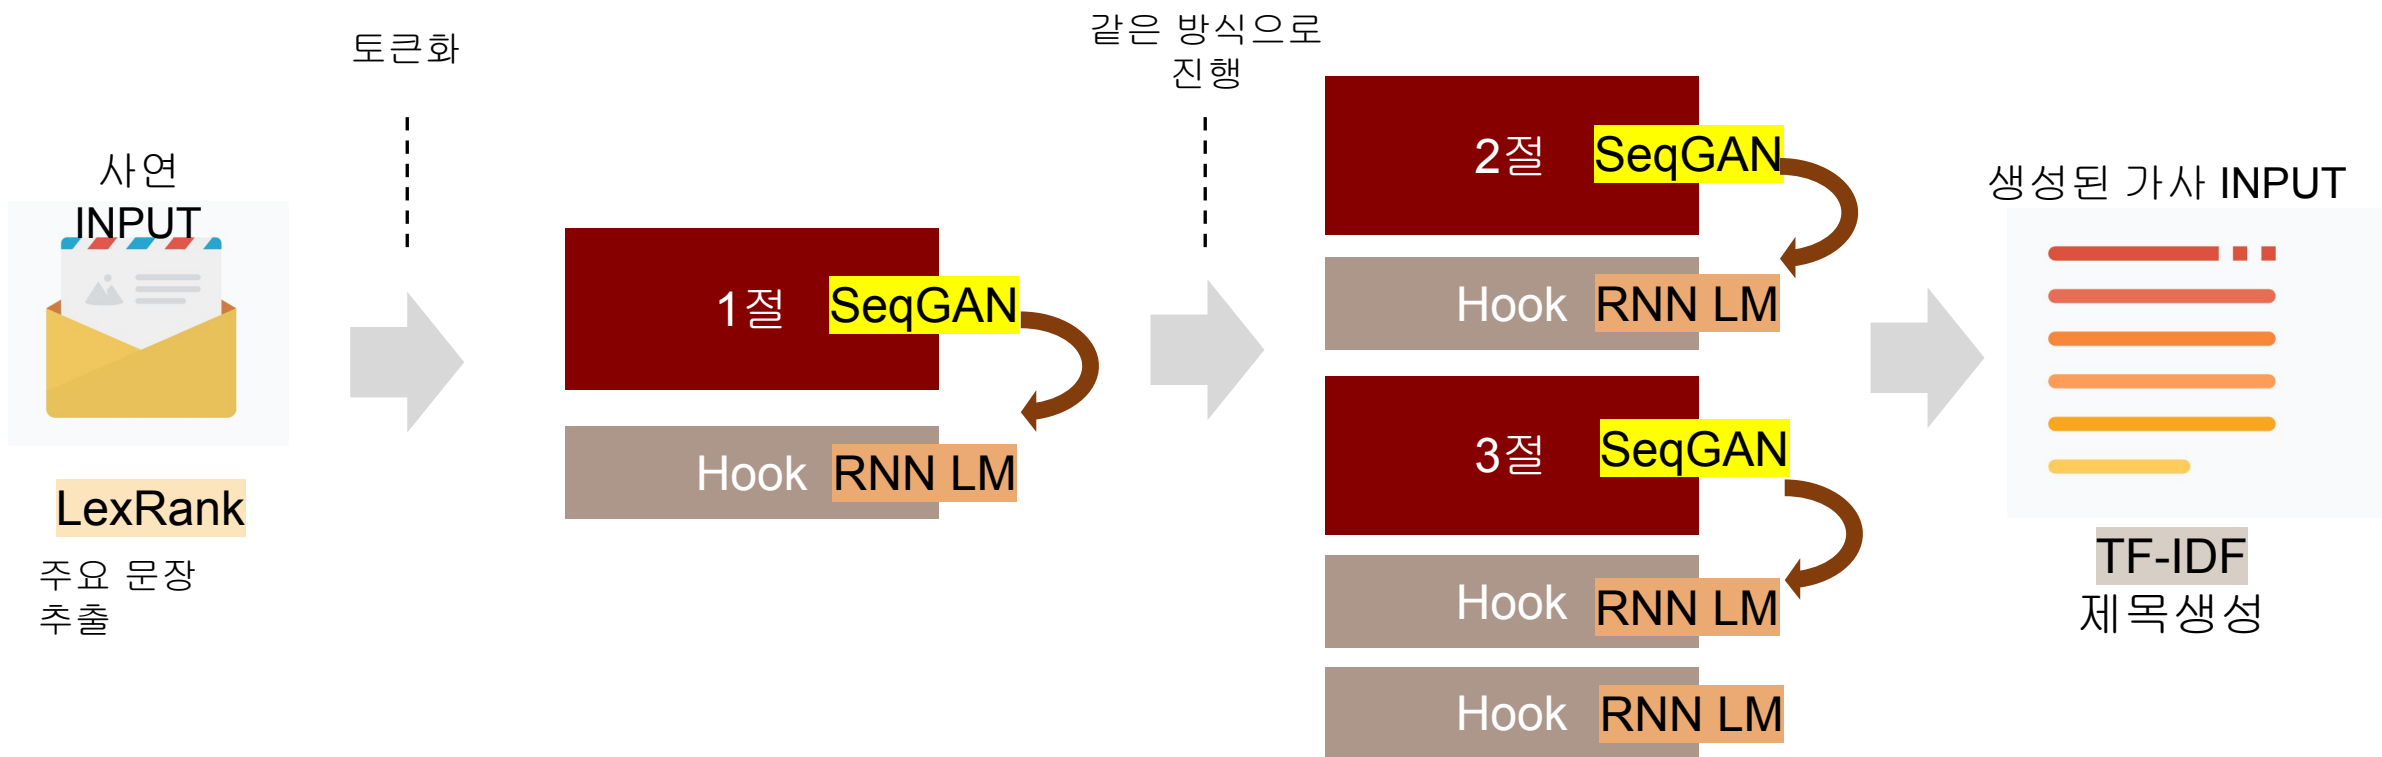 사연
INPUT
LexRank
주요 문장
추출
토큰화
1절 SeqGAN
Hook RNN LM
같은 방식으로
진행
2절 SeqGAN
Hook RNN LM
3절 SeqGAN
Hook RNN LM
Hook RNN LM
생성된 가사 INPUT
TF-IDF
제목생성